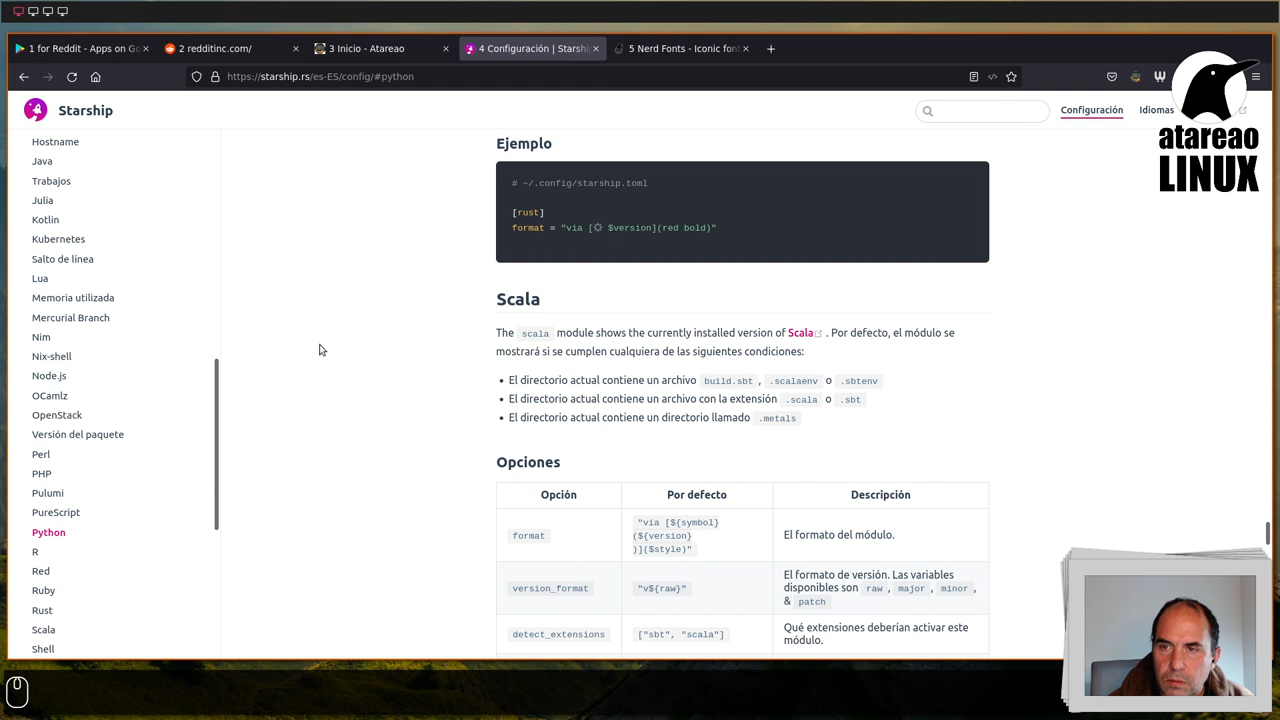 1 for Reddit - Apps on Go
2 redditinc.com/
3 Inicio - Atareao
4 Configuración | Starshi
5 Nerd Fonts - Iconic font
https://starship.rs/es-ES/config/#python
Starship
Configuración
Idiomas
atareao
LINUX
Hostname
Java
Trabajos
Julia
Kotlin
Kubernetes
Salto de línea
Lua
Memoria utilizada
Mercurial Branch
Nim
Nix-shell
Node.js
OCamlz
OpenStack
Versión del paquete
Perl
PHP
Pulumi
PureScript
Python
R
Red
Ruby
Rust
Scala
Shell
Ejemplo
# ~/.config/starship.toml
[rust]
format = "via [⚙️ $version](red bold)"
Scala
The scala module shows the currently installed version of Scala . Por defecto, el módulo se
mostrará si se cumplen cualquiera de las siguientes condiciones:
• El directorio actual contiene un archivo build.sbt , .scalaenv o .sbtenv
• El directorio actual contiene un archivo con la extensión .scala o .sbt
• El directorio actual contiene un directorio llamado .metals
Opciones
Opción Por defecto Descripción
format
"via [${symbol}
(${version}
)]($style)"
El formato del módulo.
version_format
"v${raw}"
El formato de versión. Las variables
disponibles son raw , major , minor ,
& patch
detect_extensions
["sbt", "scala"]
Qué extensiones deberían activar este
módulo.